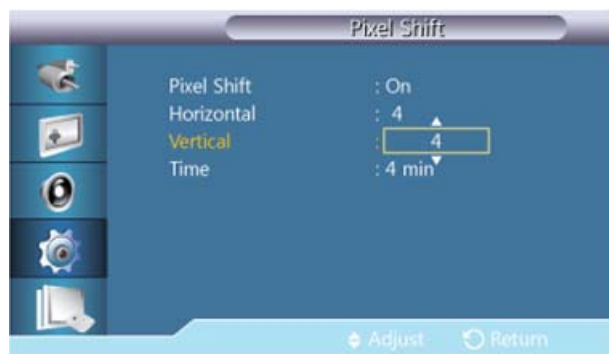 Pixel Shift
Pixel Shift : On
Horizontal : 4
Vertical : 4
Time : 4 min
Adjust Return